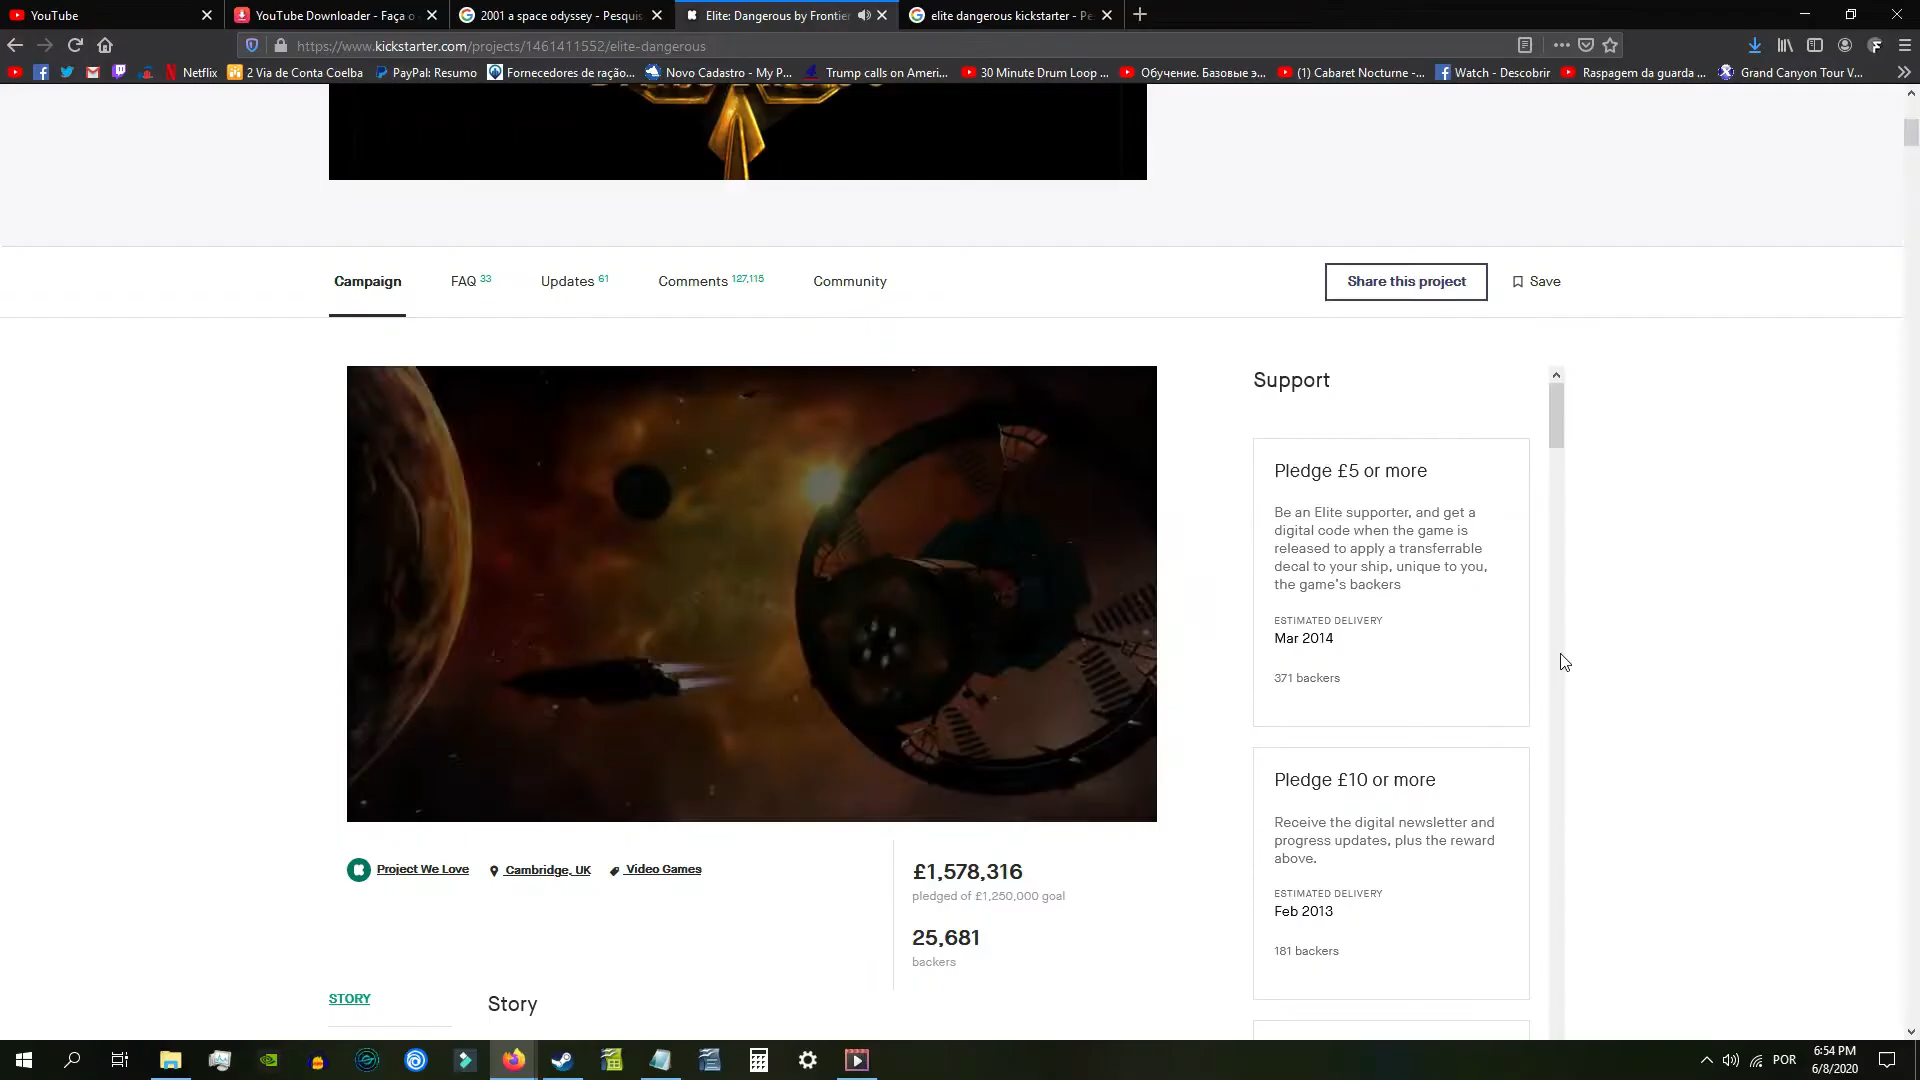 YouTube
YouTube Downloader - Faça o
2001 a space odyssey - Pesquis
Elite: Dangerous by Frontier
elite dangerous kickstarter - Pe
https://www.kickstarter.com/projects/1461411552/elite-dangerous
Netflix
2 Via de Conta Coelba
PayPal: Resumo
Fornecedores de ração...
Novo Cadastro - My P...
Trump calls on Ameri...
30 Minute Drum Loop ...
Обучение. Базовые э...
(1) Cabaret Nocturne -...
Watch - Descobrir
Raspagem da guarda ...
Grand Canyon Tour V...
Campaign
FAQ 33
Updates 61
Comments 127,115
Community
Share this project
Save
Support
Pledge £5 or more
Be an Elite supporter, and get a
digital code when the game is
released to apply a transferrable
decal to your ship, unique to you,
the game's backers
ESTIMATED DELIVERY
Mar 2014
371 backers
Pledge £10 or more
Receive the digital newsletter and
progress updates, plus the reward
above.
ESTIMATED DELIVERY
Feb 2013
181 backers
Project We Love
Cambridge, UK
Video Games
£1,578,316
pledged of £1,250,000 goal
25,681
backers
STORY
Story
POR
6:54 PM
6/8/2020